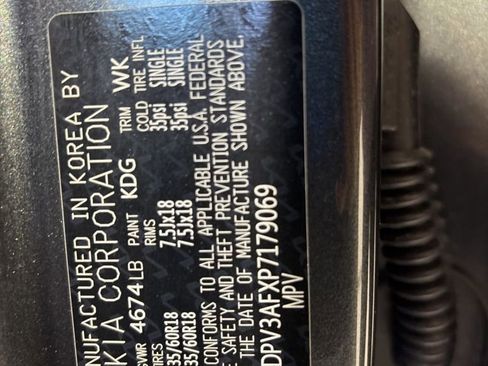 NUFACTURED IN KOREA BY
KIA CORPORATION
GVWR 4674LB PAINT KDG TRIM WK
IRES RIMS COLD TIRE INFL
35/60R18 7.5Jx18 35psi SINGLE
35/60R18 7.5Jx18 35psi SINGLE
CONFORMS TO ALL APPLICABLE U.S.A. FEDERAL
E SAFETY AND THEFT PREVENTION STANDARDS
THE DATE OF MANUFACTURE SHOWN ABOVE.
DPV3AFXP7179069
MPV